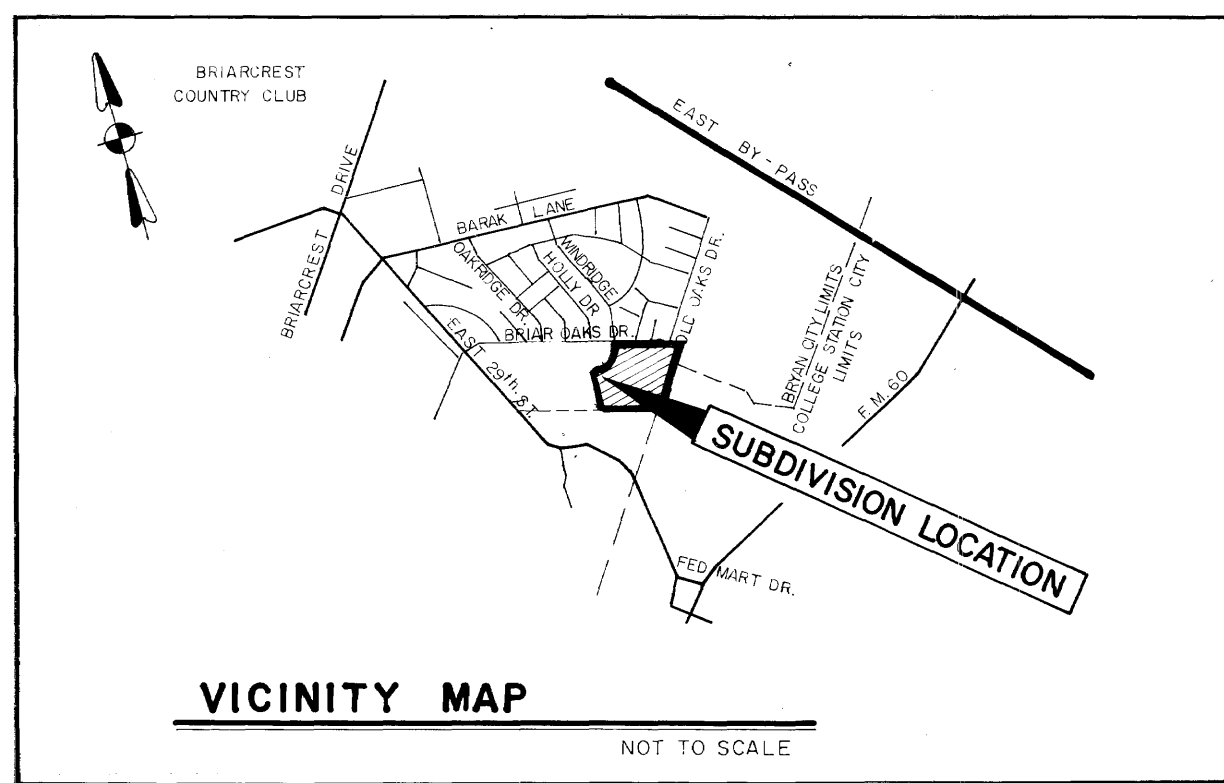 BRIARCREST
COUNTRY CLUB
EAST BY-PASS
BRIARCREST DRIVE
BARAK LANE
OAKRIDGE DR.
HOLLY DR
WINDRIDGE
OLD OAKS DR.
BRIAR OAKS DR.
EAST 29th. ST.
BRYAN CITY LIMITS
COLLEGE STATION CITY
LIMITS
F. M. 60
SUBDIVISION LOCATION
FED MART DR.
VICINITY MAP
NOT TO SCALE